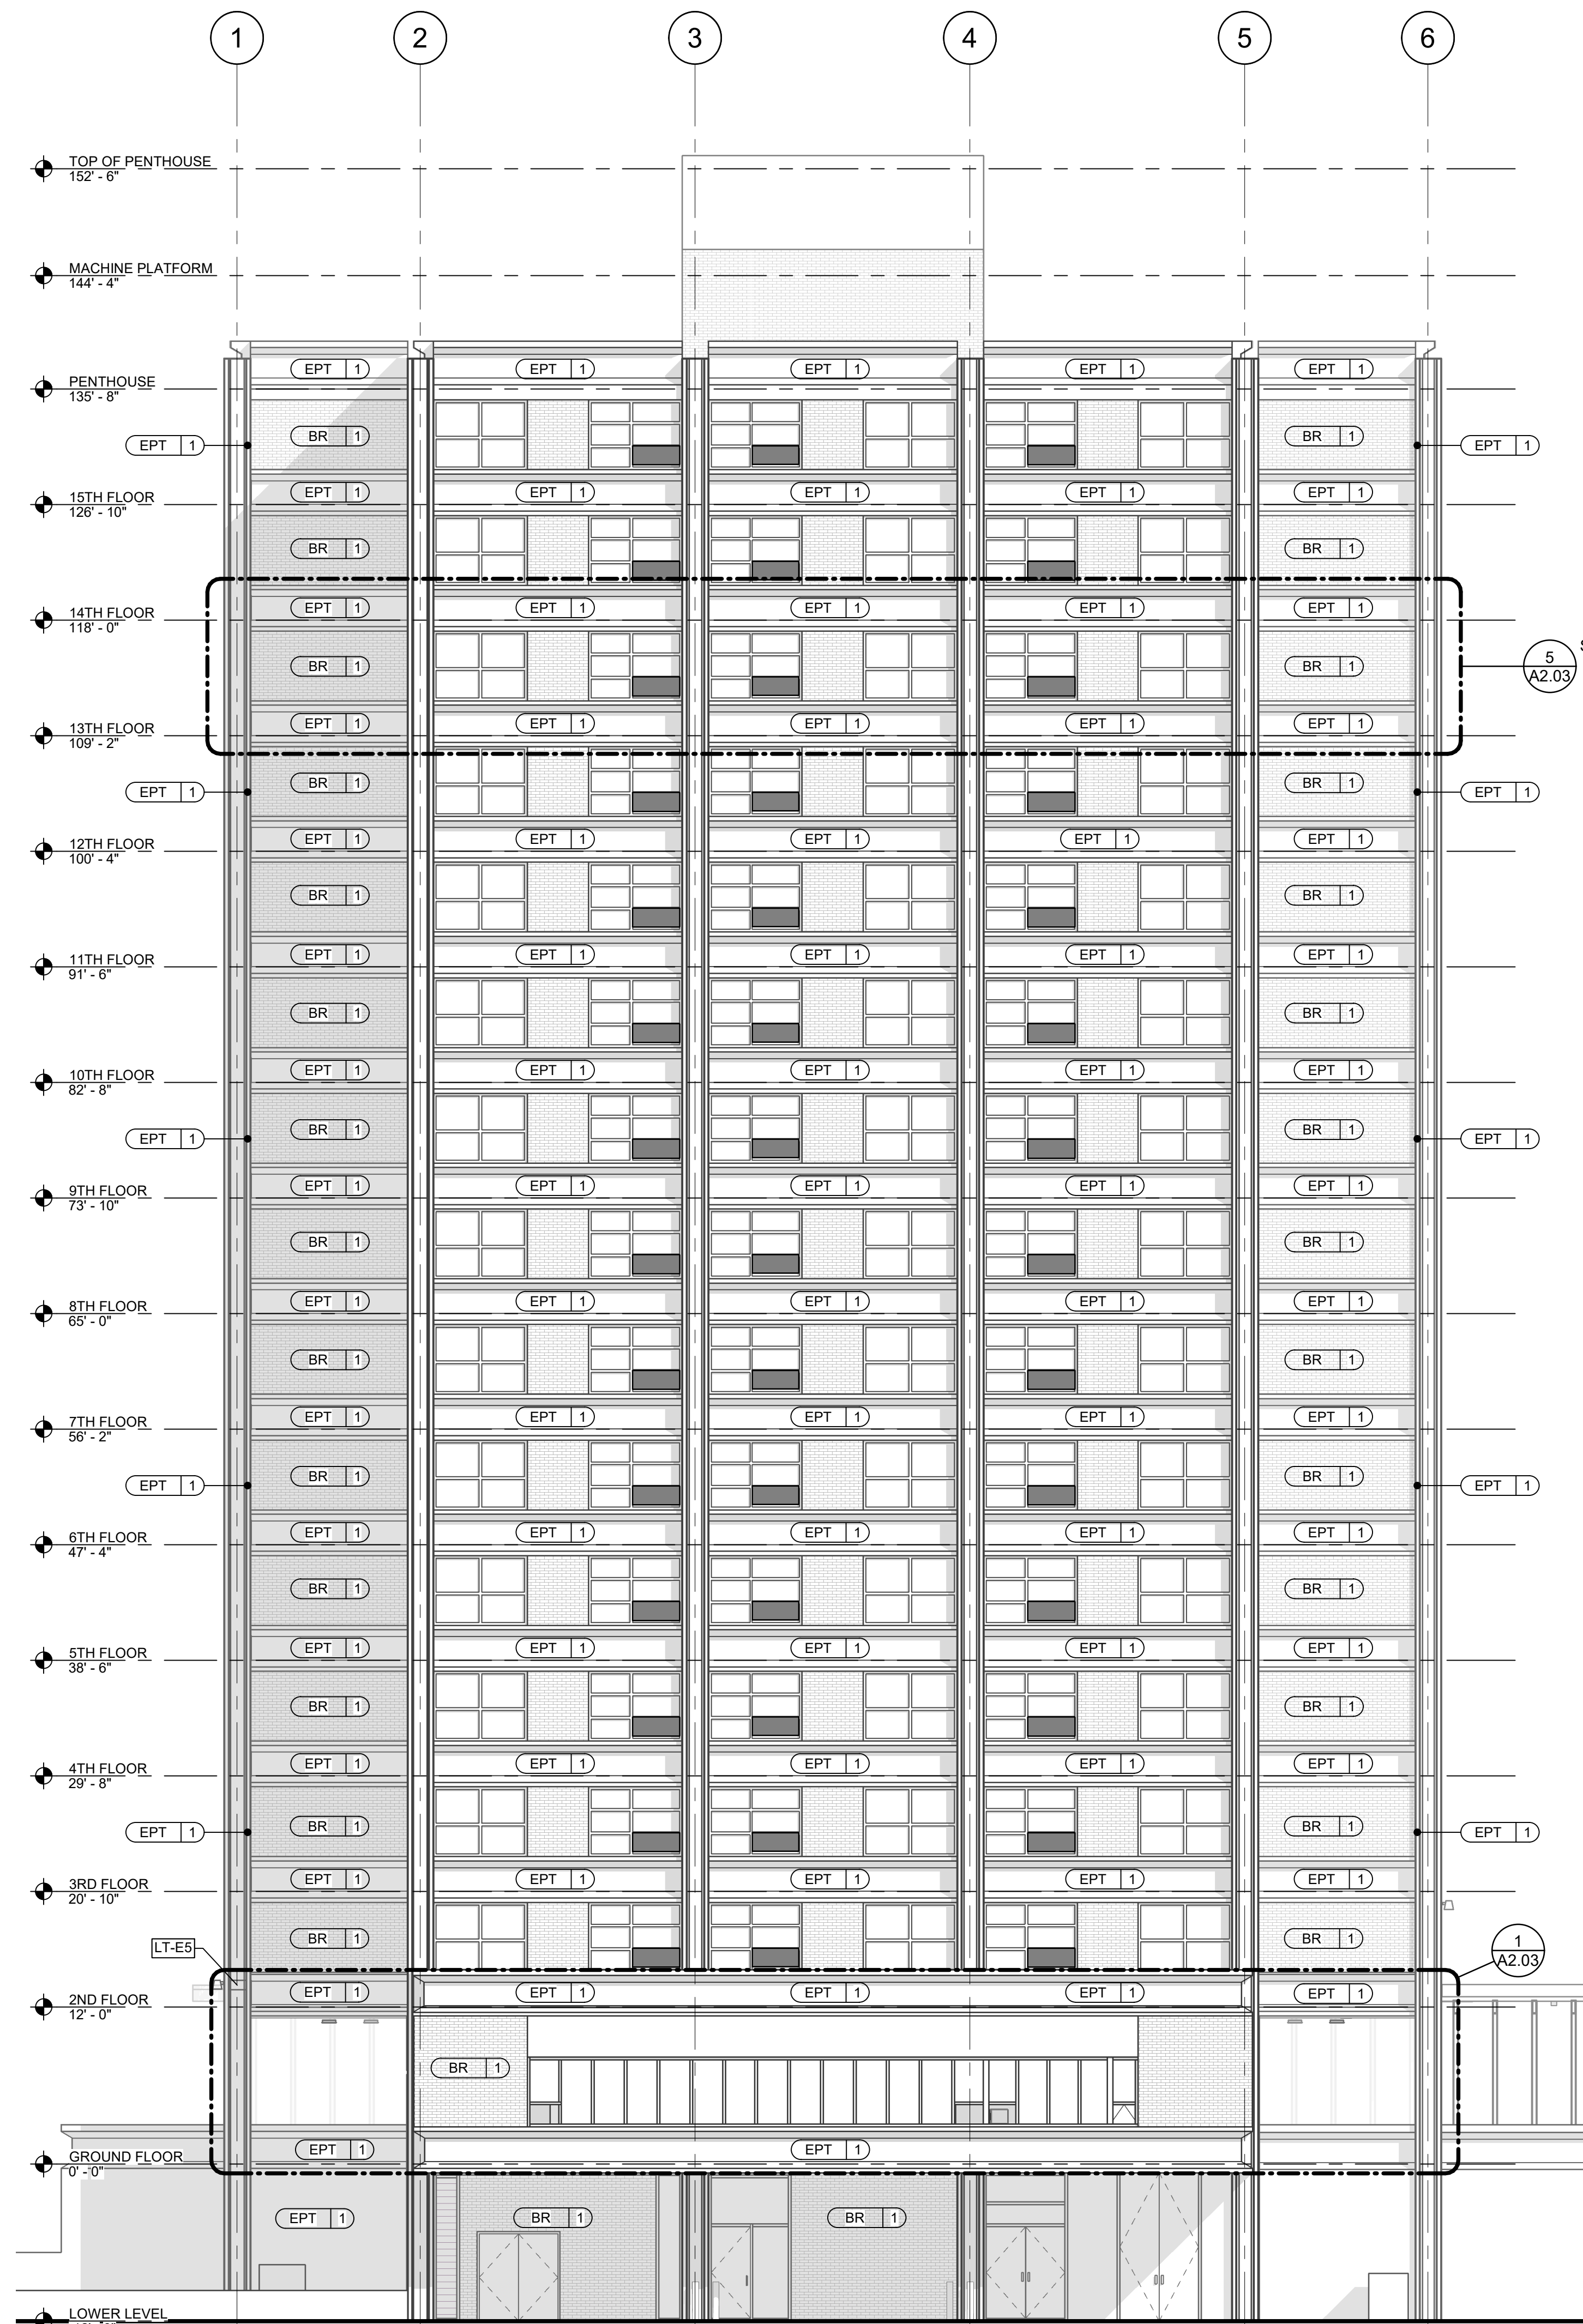 1 2 3 4 5 6
TOP OF PENTHOUSE
152' - 6"
MACHINE PLATFORM
144' - 4"
EPT 1 EPT 1 EPT 1 EPT 1 EPT 1
PENTHOUSE
135' - 8"
EPT 1 BR 1 BR 1 EPT 1
EPT 1 EPT 1 EPT 1 EPT 1 EPT 1
15TH FLOOR
126' - 10"
BR 1 BR 1
EPT 1 EPT 1 EPT 1 EPT 1 EPT 1
14TH FLOOR
118' - 0"
BR 1 BR 1
5
A2.03
EPT 1 EPT 1 EPT 1 EPT 1 EPT 1
13TH FLOOR
109' - 2"
EPT 1 BR 1 BR 1 EPT 1
EPT 1 EPT 1 EPT 1 EPT 1 EPT 1
12TH FLOOR
100' - 4"
BR 1 BR 1
EPT 1 EPT 1 EPT 1 EPT 1 EPT 1
11TH FLOOR
91' - 6"
BR 1 BR 1
EPT 1 EPT 1 EPT 1 EPT 1 EPT 1
10TH FLOOR
82' - 8"
EPT 1 BR 1 BR 1 EPT 1
EPT 1 EPT 1 EPT 1 EPT 1 EPT 1
9TH FLOOR
73' - 10"
BR 1 BR 1
EPT 1 EPT 1 EPT 1 EPT 1 EPT 1
8TH FLOOR
65' - 0"
BR 1 BR 1
EPT 1 EPT 1 EPT 1 EPT 1 EPT 1
7TH FLOOR
56' - 2"
EPT 1 BR 1 BR 1 EPT 1
EPT 1 EPT 1 EPT 1 EPT 1 EPT 1
6TH FLOOR
47' - 4"
BR 1 BR 1
EPT 1 EPT 1 EPT 1 EPT 1 EPT 1
5TH FLOOR
38' - 6"
BR 1 BR 1
EPT 1 EPT 1 EPT 1 EPT 1 EPT 1
4TH FLOOR
29' - 8"
EPT 1 BR 1 BR 1 EPT 1
EPT 1 EPT 1 EPT 1 EPT 1 EPT 1
3RD FLOOR
20' - 10"
BR 1 BR 1
LT-E5
1
A2.03
EPT 1 EPT 1 EPT 1 EPT 1 EPT 1
2ND FLOOR
12' - 0"
BR 1
EPT 1 EPT 1
GROUND FLOOR
0' - 0"
EPT 1 BR 1 BR 1
LOWER LEVEL